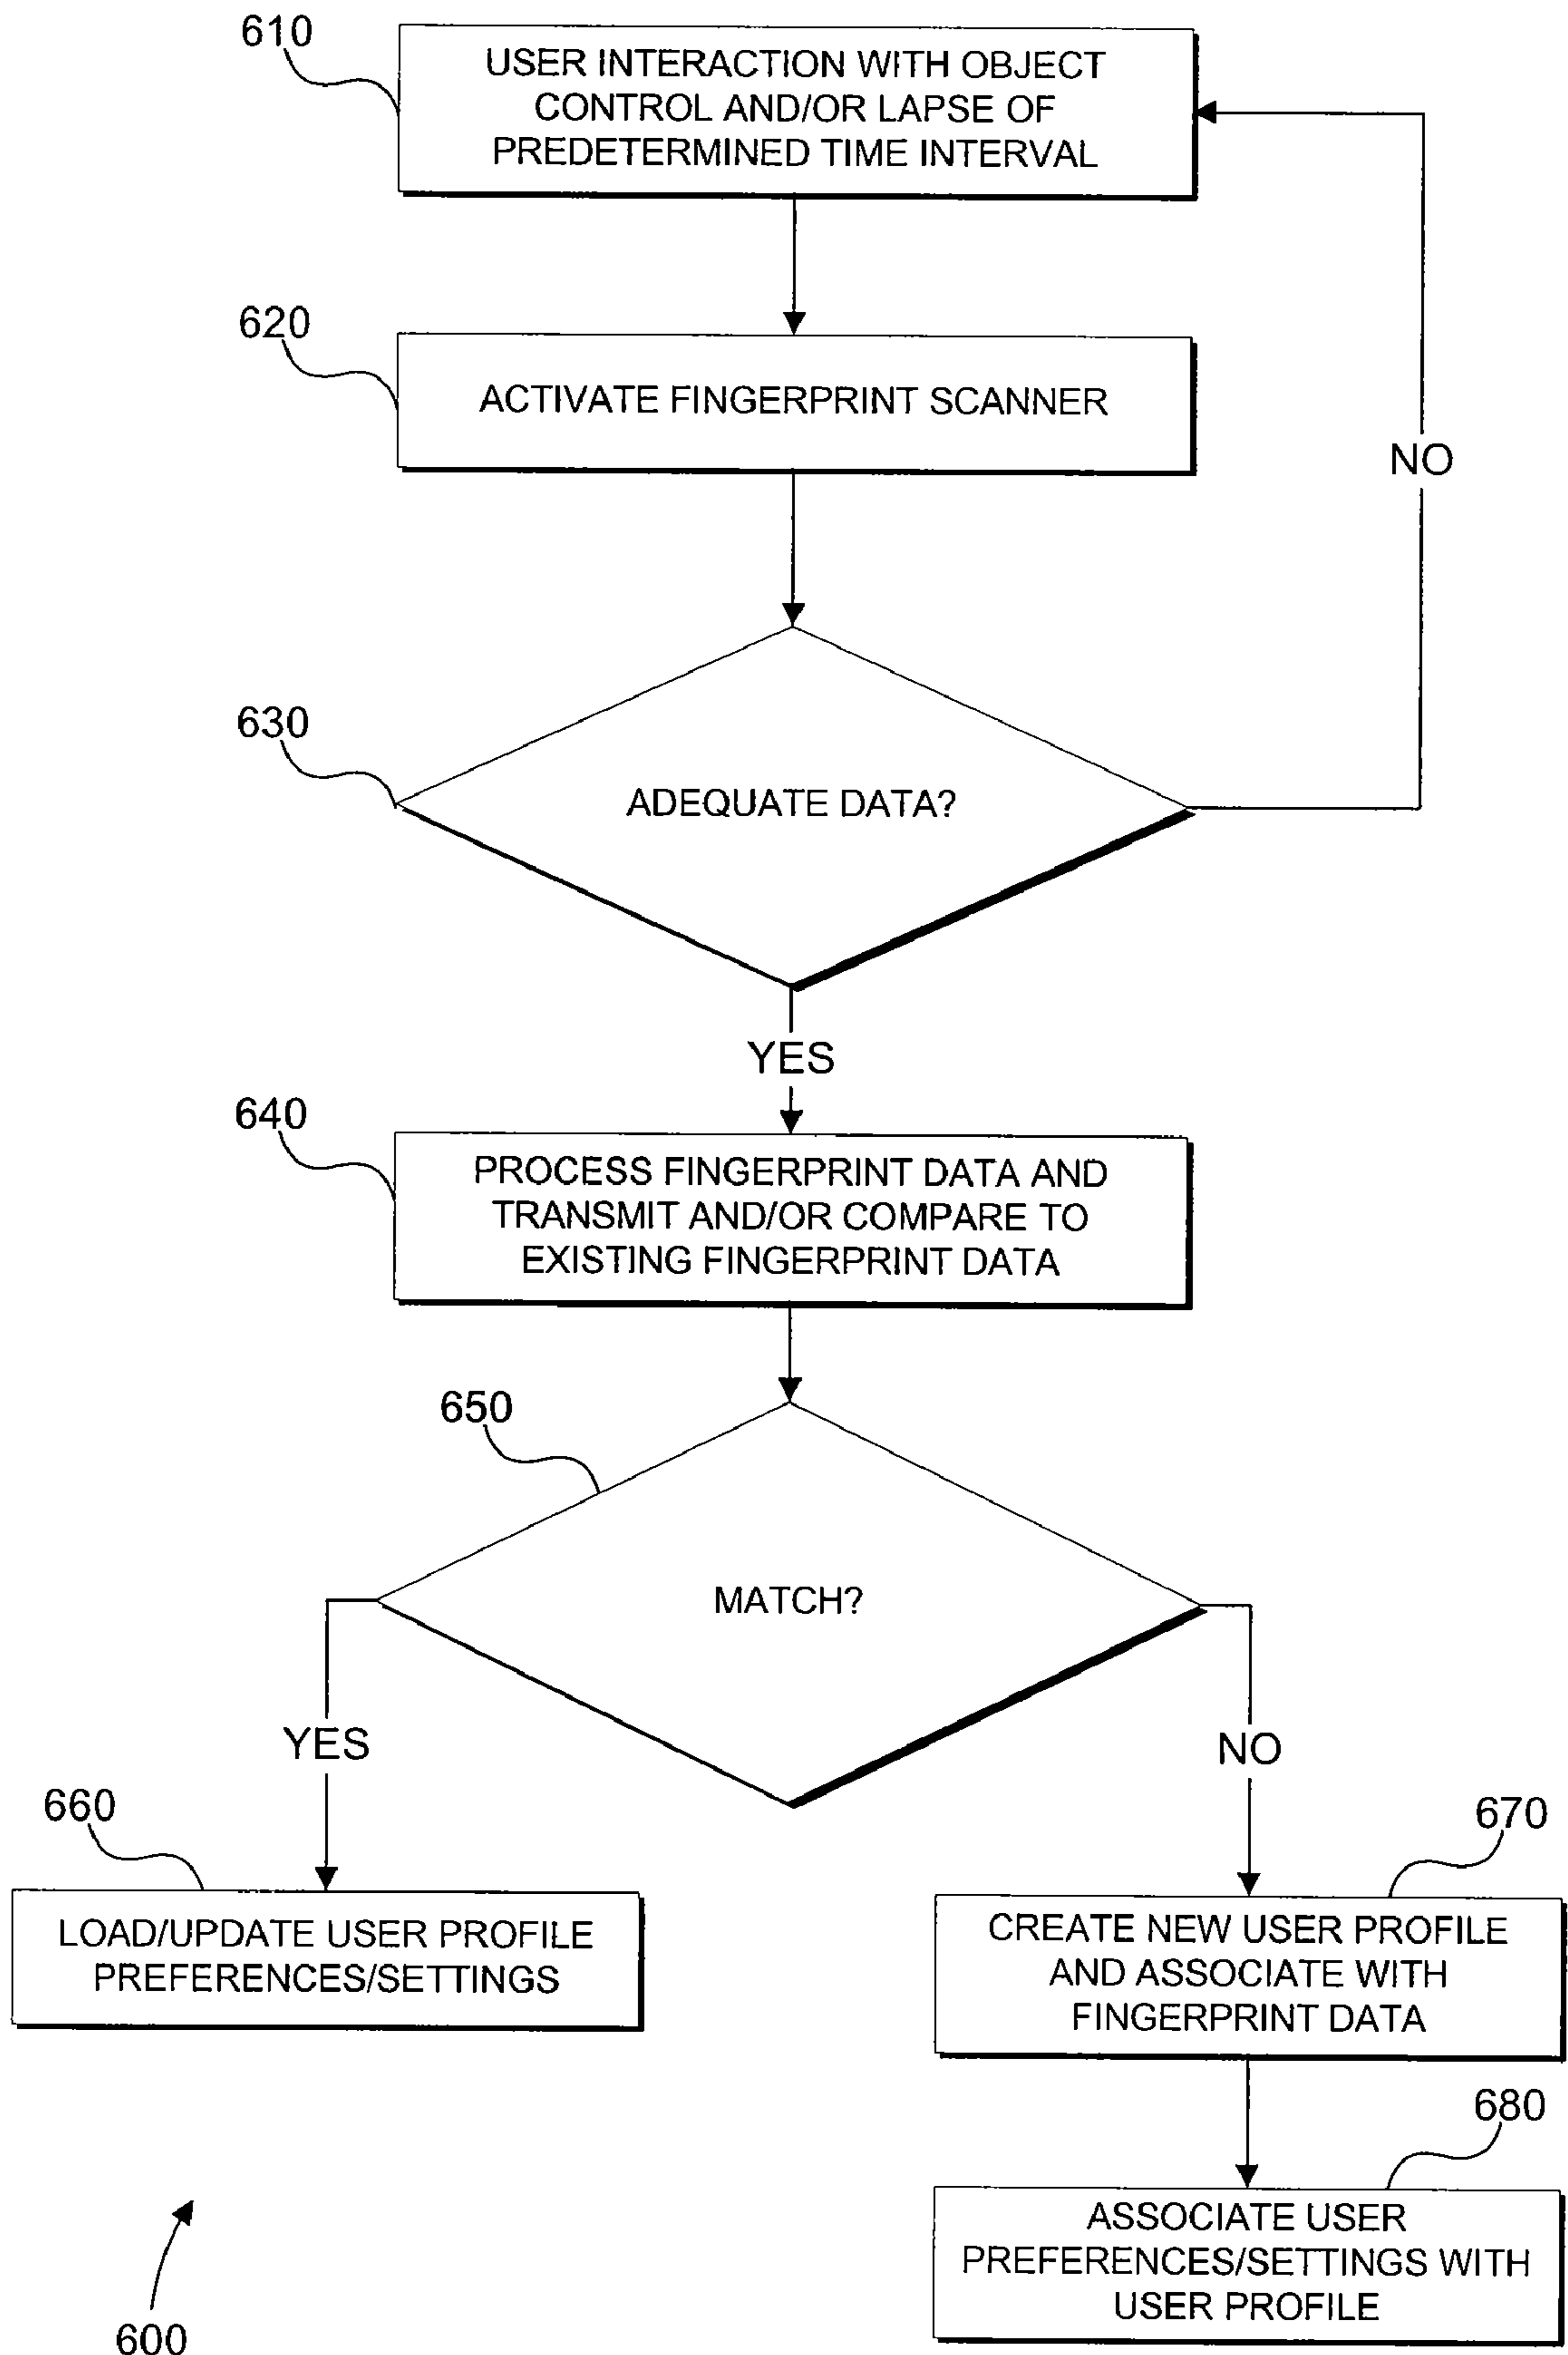 610
USER INTERACTION WITH OBJECT
CONTROL AND/OR LAPSE OF
PREDETERMINED TIME INTERVAL
620
ACTIVATE FINGERPRINT SCANNER
NO
630
ADEQUATE DATA?
YES
640
PROCESS FINGERPRINT DATA AND
TRANSMIT AND/OR COMPARE TO
EXISTING FINGERPRINT DATA
650
MATCH?
YES
NO
660
LOAD/UPDATE USER PROFILE
PREFERENCES/SETTINGS
670
CREATE NEW USER PROFILE
AND ASSOCIATE WITH
FINGERPRINT DATA
680
ASSOCIATE USER
PREFERENCES/SETTINGS WITH
USER PROFILE
600